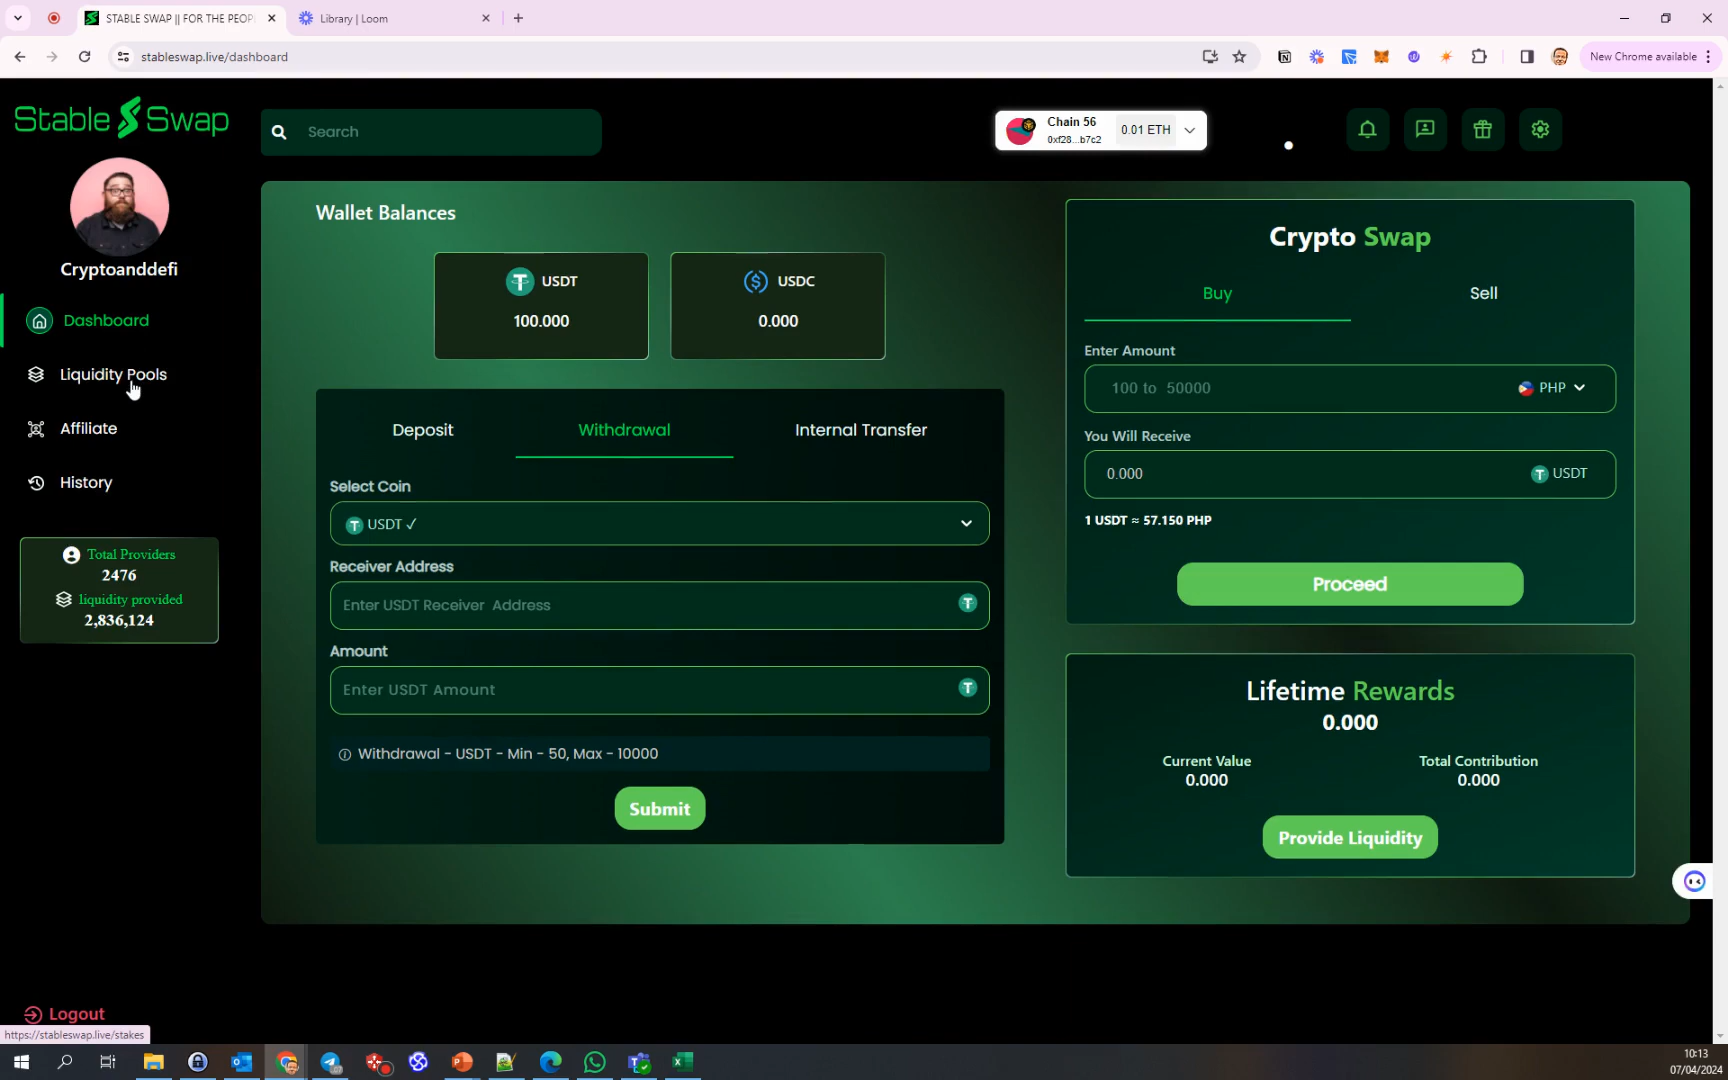 STABLE SWAP || FOR THE PEOP
Library | Loom
stableswap.live/dashboard
New Chrome available
Stable Swap
Search
Chain 56
0xf28...b7c2
0.01 ETH
Cryptoanddefi
Dashboard
Liquidity Pools
Affiliate
History
Total Providers
2476
liquidity provided
2,836,124
Logout
https://stableswap.live/stakes
Wallet Balances
USDT
100.000
USDC
0.000
Deposit
Withdrawal
Internal Transfer
Select Coin
USDT ✓
Receiver Address
Enter USDT Receiver Address
Amount
Enter USDT Amount
Withdrawal - USDT - Min - 50, Max - 10000
Submit
Crypto Swap
Buy
Sell
Enter Amount
100 to 50000
PHP
You Will Receive
0.000
USDT
1 USDT ≈ 57.150 PHP
Proceed
Lifetime Rewards
0.000
Current Value
0.000
Total Contribution
0.000
Provide Liquidity
10:13
07/04/2024